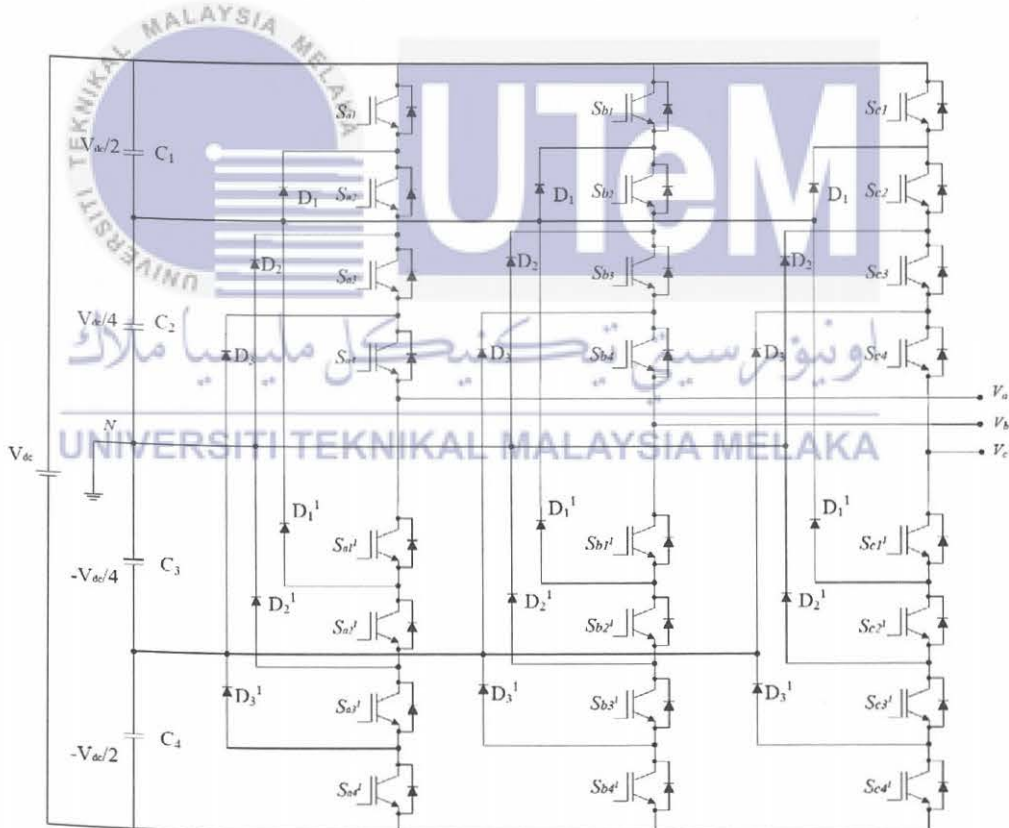 UNIVERSITI TEKNIKAL MALAYSIA MELAKA
UTeM
اونيۏرسيتي تيكنيكل مليسيا ملاك
UNIVERSITI TEKNIKAL MALAYSIA MELAKA
Sa1
Sb1
Sc1
Vdc/2
C1
D1
Sa2
D1
Sb2
D1
Sc2
D2
Sa3
D2
Sb3
D2
Sc3
Vdc/4
C2
D3
Sa4
D3
Sb4
D3
Sc4
Va
Vb
Vc
N
Vdc
D1¹
Sa1¹
D1¹
Sb1¹
D1¹
Sc1¹
-Vdc/4
C3
D2¹
Sa2¹
D2¹
Sb2¹
D2¹
Sc2¹
D3¹
Sa3¹
D3¹
Sb3¹
D3¹
Sc3¹
-Vdc/2
C4
Sa4¹
Sb4¹
Sc4¹